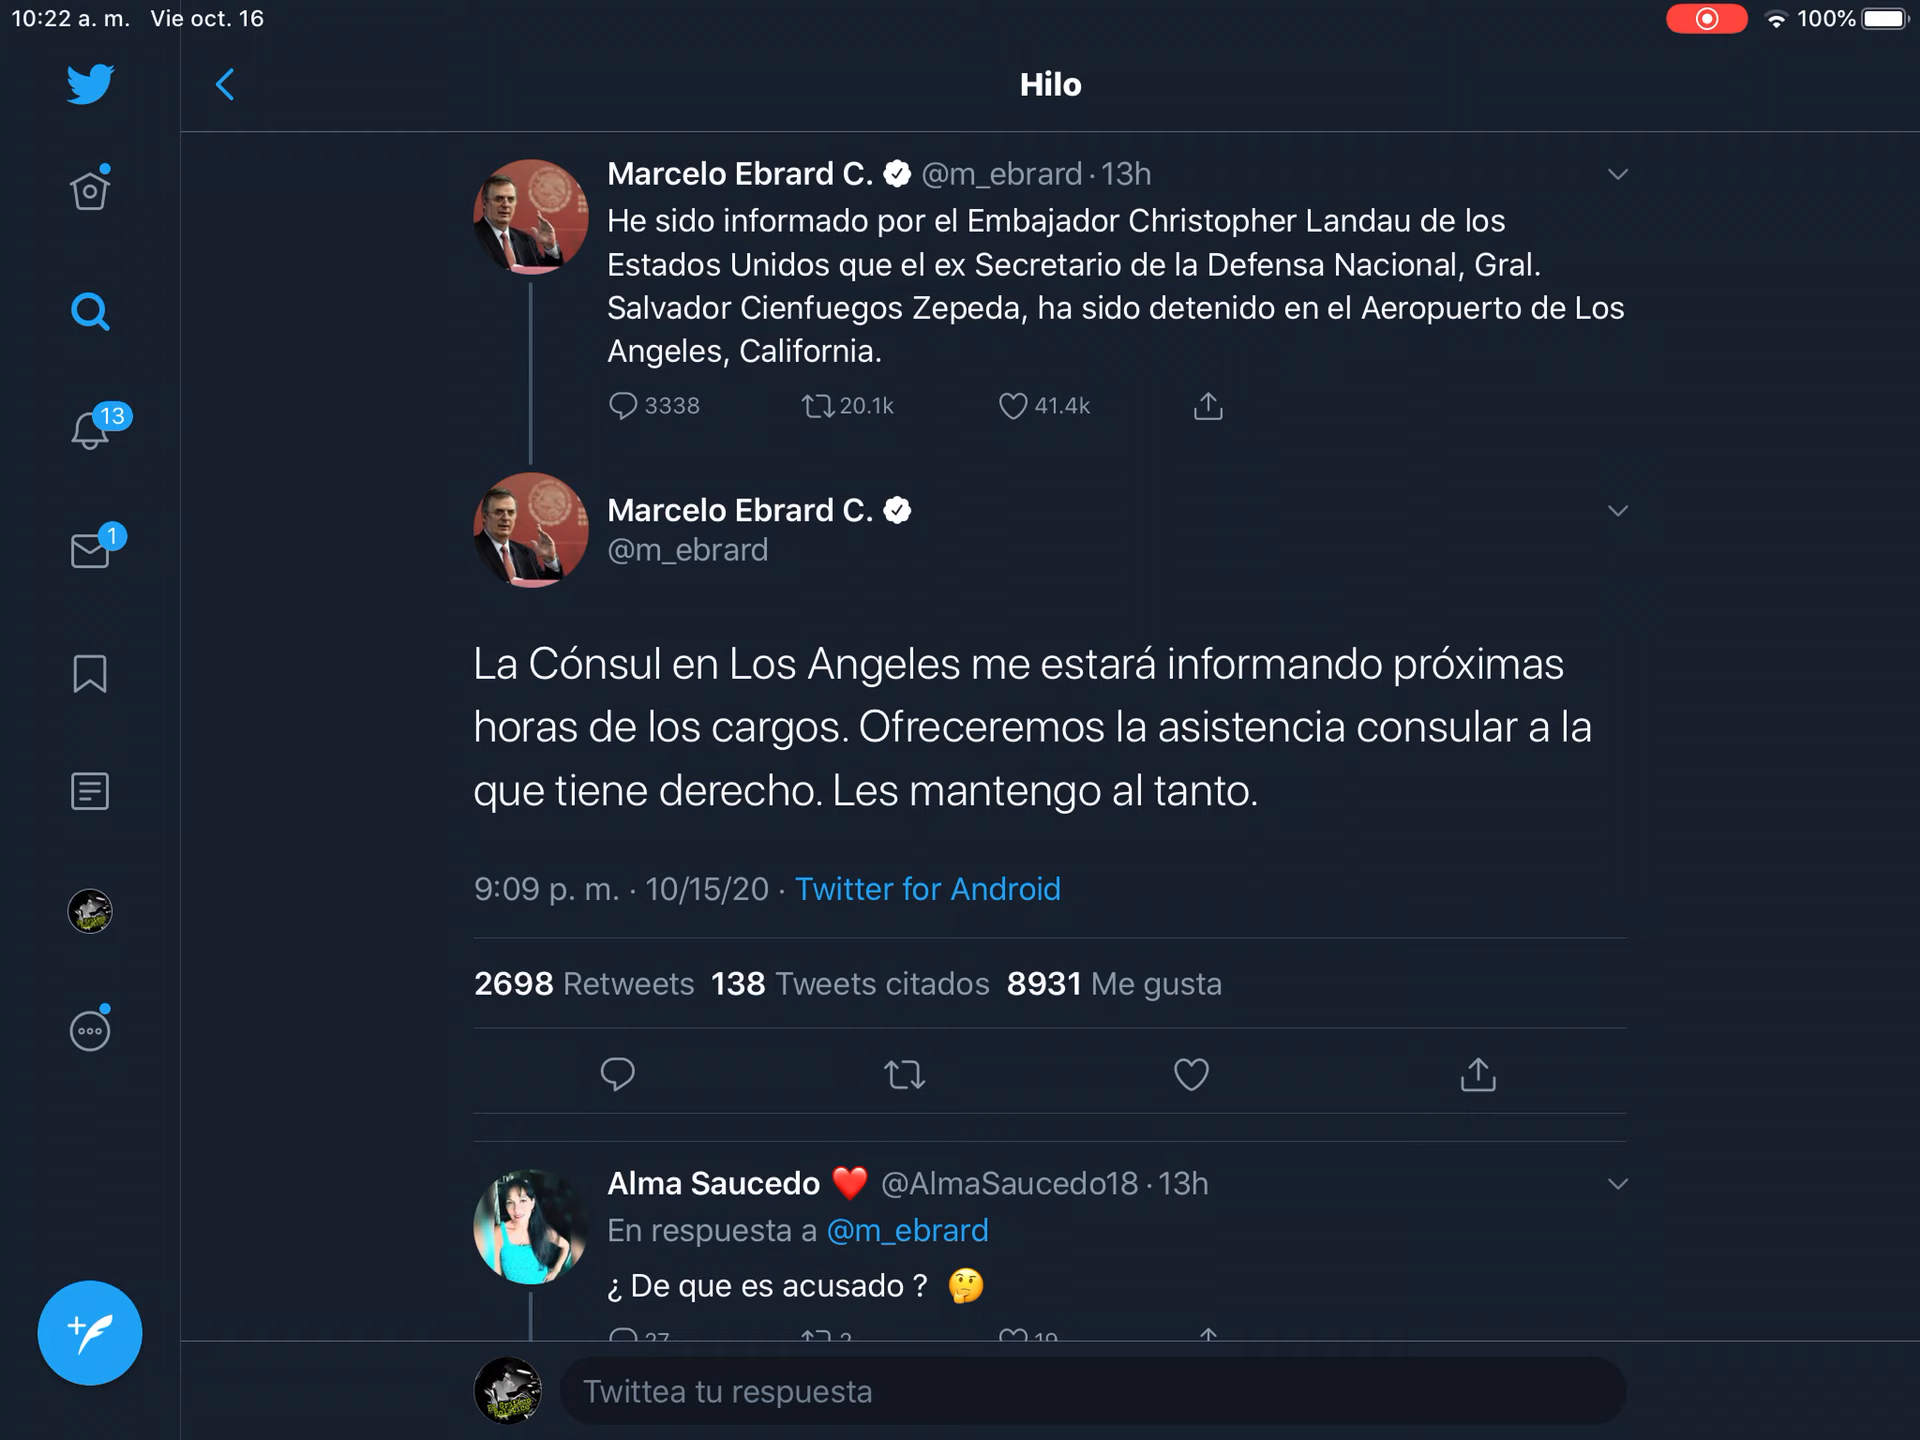 10:22 a. m. Vie oct. 16
100%
Hilo
Marcelo Ebrard C. @m_ebrard · 13h
He sido informado por el Embajador Christopher Landau de los
Estados Unidos que el ex Secretario de la Defensa Nacional, Gral.
Salvador Cienfuegos Zepeda, ha sido detenido en el Aeropuerto de Los
Angeles, California.
3338 20.1k 41.4k
13
Marcelo Ebrard C.
@m_ebrard
1
La Cónsul en Los Angeles me estará informando próximas
horas de los cargos. Ofreceremos la asistencia consular a la
que tiene derecho. Les mantengo al tanto.
9:09 p. m. · 10/15/20 · Twitter for Android
2698 Retweets 138 Tweets citados 8931 Me gusta
Alma Saucedo ❤️ @AlmaSaucedo18 · 13h
En respuesta a @m_ebrard
¿ De que es acusado ? 🤔
27 2 19
Twittea tu respuesta